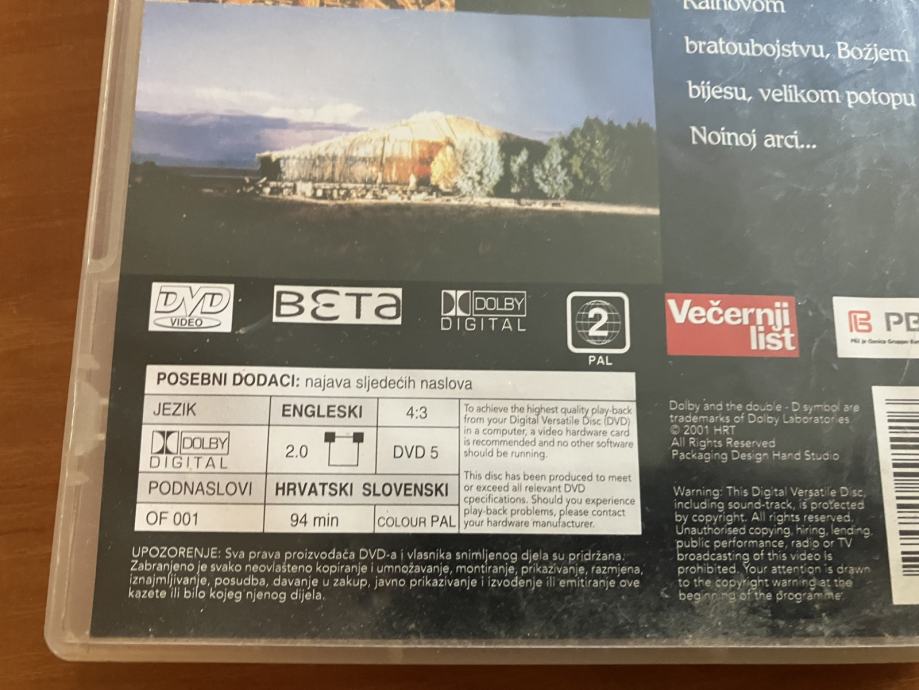 Kainovom
bratoubojstvu, Božjem
bijesu, velikom potopu
Noinoj arci...
DVD
VIDEO
BETA
DOLBY
DIGITAL
2
PAL
Večernji
list
PB
POSEBNI DODACI: najava sljedećih naslova
JEZIK
ENGLESKI
4:3
DOLBY
DIGITAL
2.0
DVD 5
PODNASLOVI
HRVATSKI SLOVENSKI
OF 001
94 min
COLOUR PAL
To achieve the highest quality play-back
from your Digital Versatile Disc (DVD)
in a computer, a video hardware card
is recommended and no other software
should be running.
This disc has been produced to meet
or exceed all relevant DVD
cpecifications. Should you experience
play-back problems, please contact
your hardware manufacturer.
Dolby and the double - D symbol are
trademarks of Dolby Laboratories
© 2001 HRT
All Rights Reserved
Packaging Design Hand Studio
Warning: This Digital Versatile Disc,
including sound-track, is protected
by copyright. All rights reserved.
Unauthorised copying, hiring, lending,
public performance, radio or TV
broadcasting of this video is
prohibited. Your attention is drawn
to the copyright warning at the
beginning of the programme.
UPOZORENJE: Sva prava proizvođača DVD-a i vlasnika snimljenog djela su pridržana.
Zabranjeno je svako neovlašteno kopiranje i umnožavanje, montiranje, prikazivanje, razmjena,
iznajmljivanje, posudba, davanje u zakup, javno prikazivanje i izvođenje ili emitiranje ove
kazete ili bilo kojeg njenog dijela.